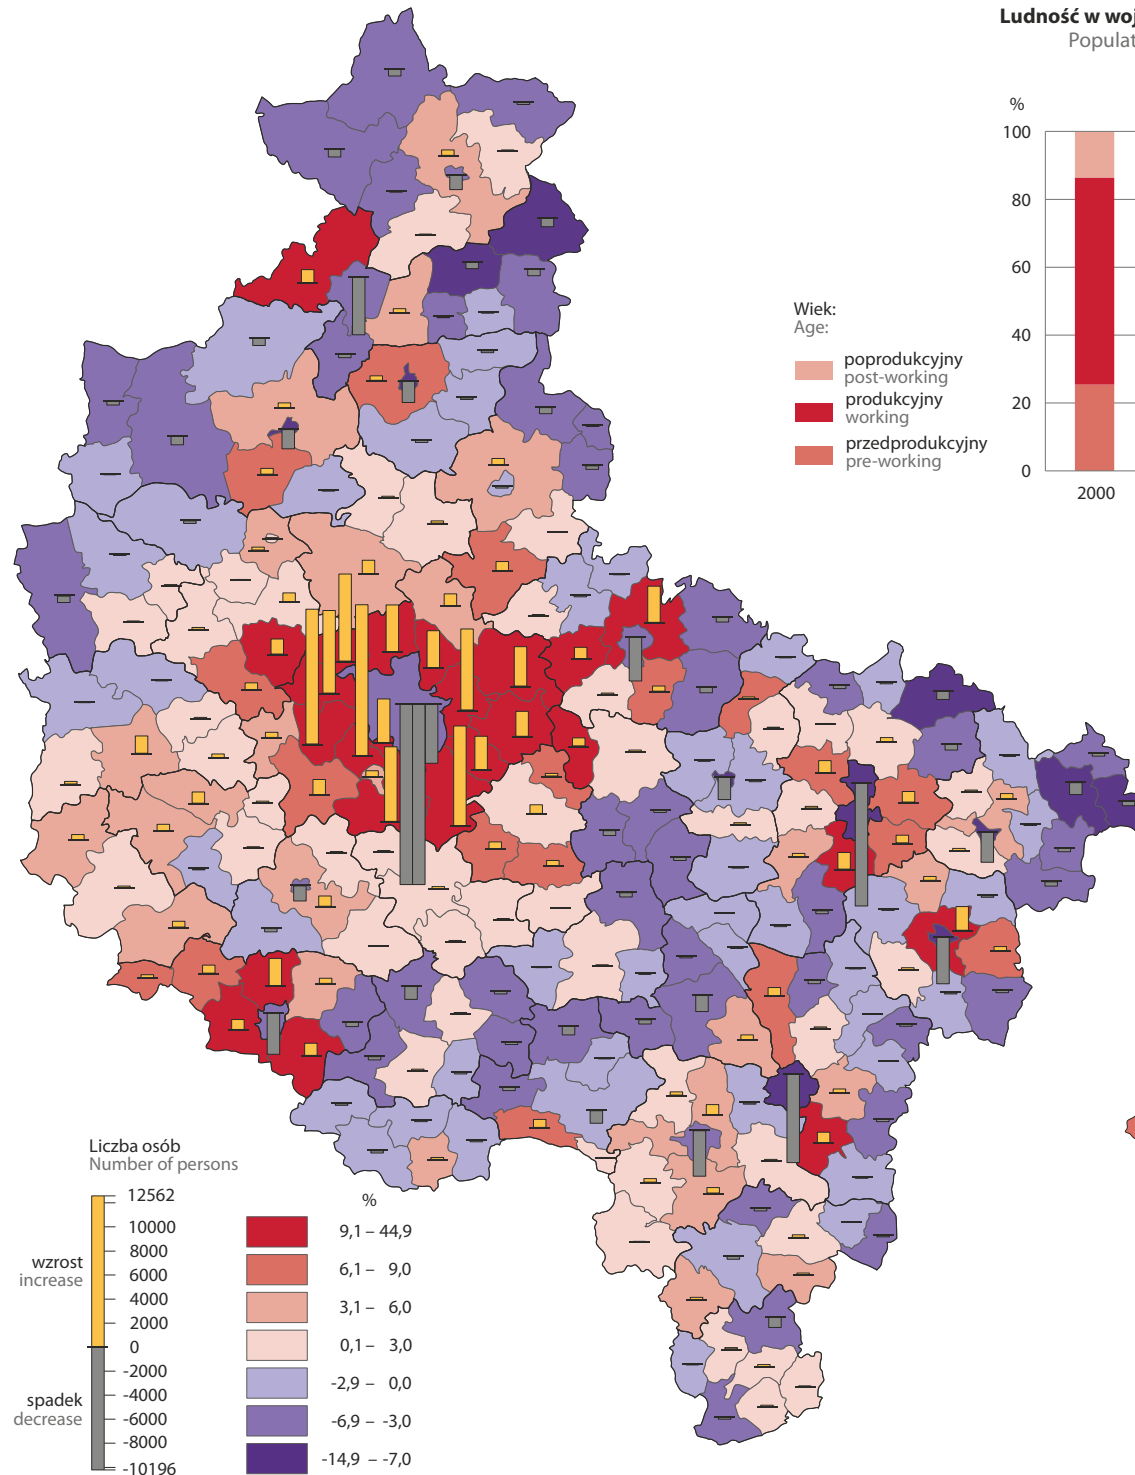 Ludność w woj
Populat
%
100
80
60
40
20
0
2000
Wiek:
Age:
poprodukcyjny
post-working
produkcyjny
working
przedprodukcyjny
pre-working
Liczba osób
Number of persons
12562
10000
8000
6000
4000
2000
0
-2000
-4000
-6000
-8000
-10196
wzrost
increase
spadek
decrease
%
9,1 – 44,9
6,1 – 9,0
3,1 – 6,0
0,1 – 3,0
-2,9 – 0,0
-6,9 – -3,0
-14,9 – -7,0